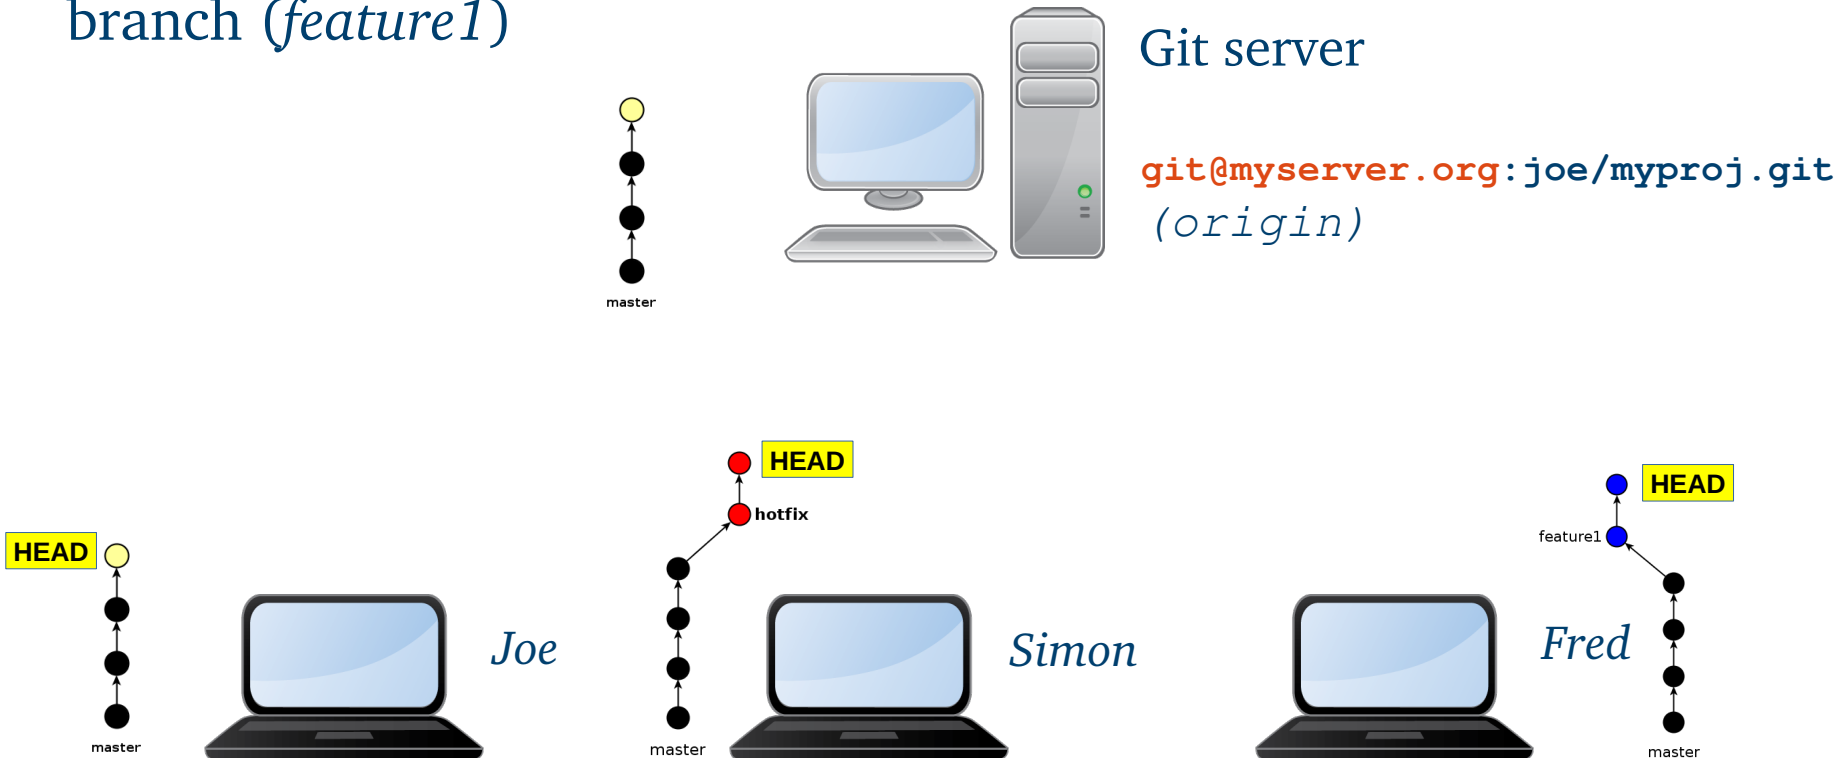 branch (feature1)
Git server
git@myserver.org:joe/myproj.git
(origin)
master
HEAD
hotfix
HEAD
feature1
HEAD
Joe
Simon
Fred
master
master
master